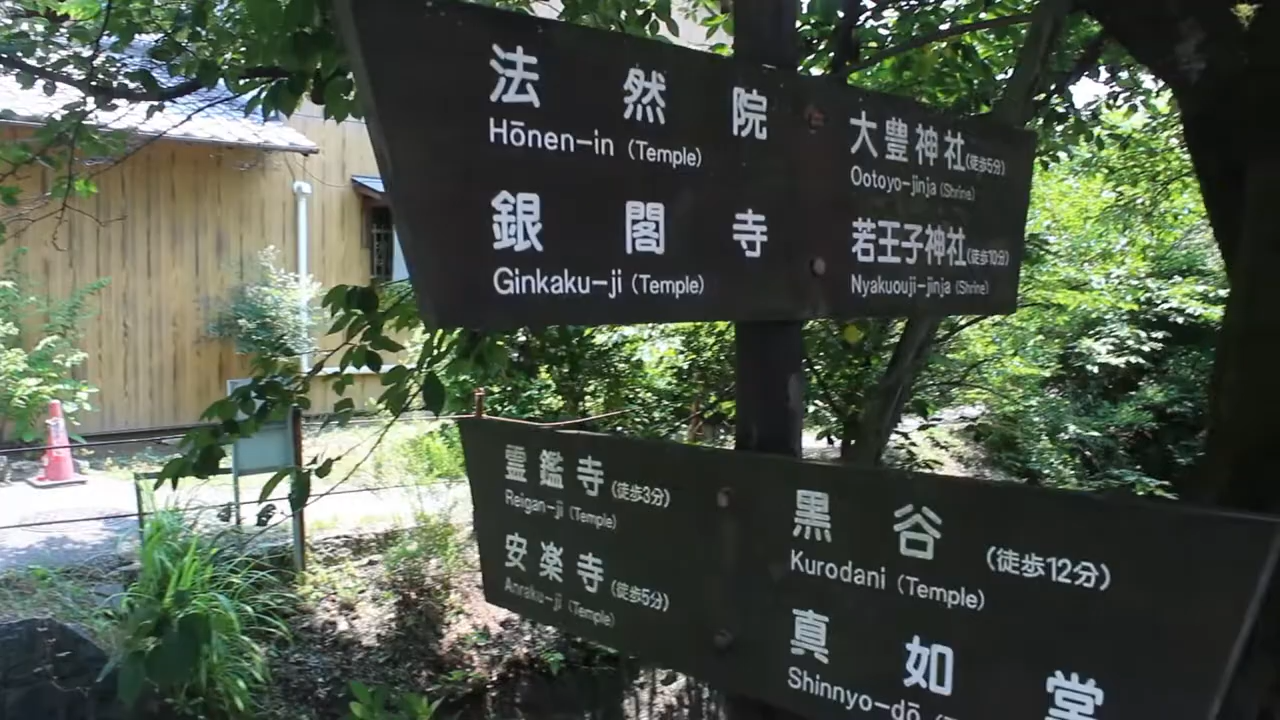 法然院
Hōnen-in (Temple)
銀閣寺
Ginkaku-ji (Temple)
大豊神社(徒歩5分)
Ootoyo-jinja (Shrine)
若王子神社(徒歩10分)
Nyakuouji-jinja (Shrine)
霊鑑寺(徒歩3分)
Reigan-ji (Temple)
安楽寺(徒歩5分)
Anraku-ji (Temple)
黒谷(徒歩12分)
Kurodani (Temple)
真如堂
Shinnyo-dō